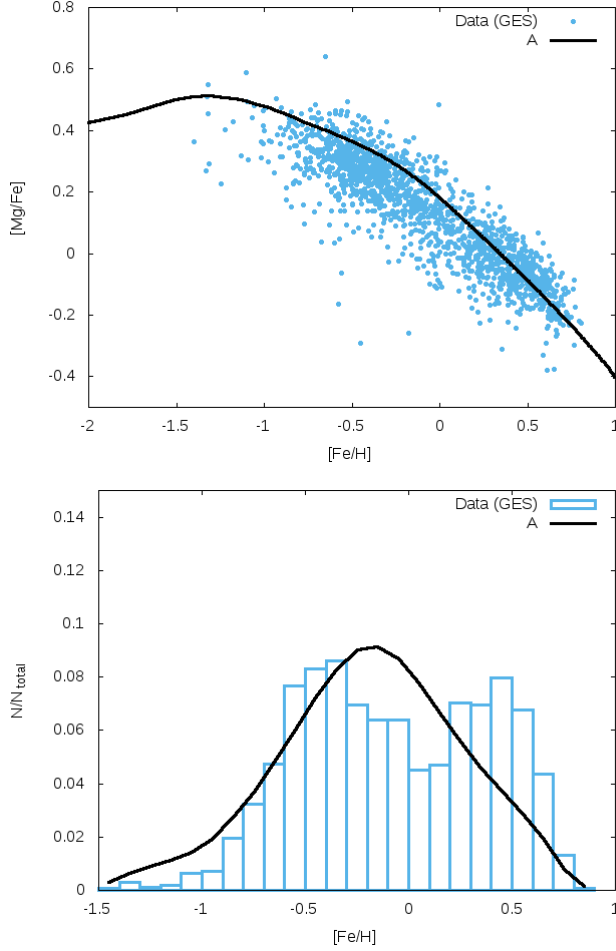 0.8
0.6
0.4
0.2
0
-0.2
-0.4
[Mg/Fe]
Data (GES)
A
-2 -1.5 -1 -0.5 0 0.5 1
[Fe/H]
0.14
0.12
0.1
0.08
0.06
0.04
0.02
0
N/Ntotal
Data (GES)
A
-1.5 -1 -0.5 0 0.5 1
[Fe/H]